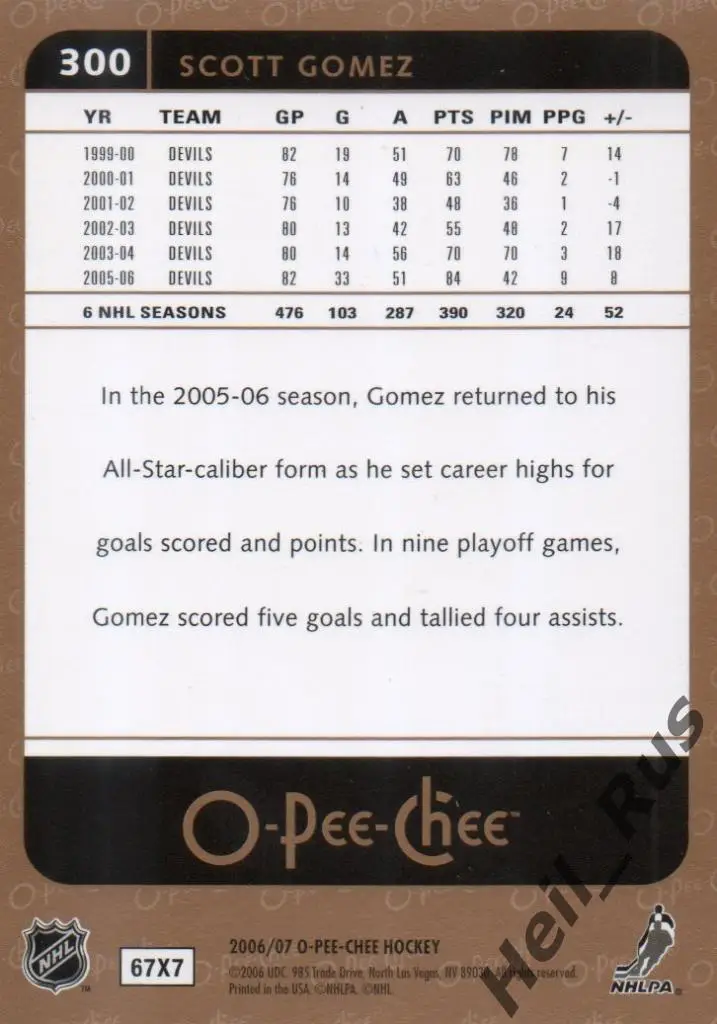 300 SCOTT GOMEZ
YR TEAM GP G A PTS PIM PPG +/-
1999-00 DEVILS 82 19 51 70 78 7 14
2000-01 DEVILS 76 14 49 63 46 2 -1
2001-02 DEVILS 76 10 38 48 36 1 -4
2002-03 DEVILS 80 13 42 55 48 2 17
2003-04 DEVILS 80 14 56 70 70 3 18
2005-06 DEVILS 82 33 51 84 42 9 8
6 NHL SEASONS 476 103 287 390 320 24 52
In the 2005-06 season, Gomez returned to his
All-Star-caliber form as he set career highs for
goals scored and points. In nine playoff games,
Gomez scored five goals and tallied four assists.
O-Pee-Chee™
Heil_Rus
NHL™
67X7
2006/07 O-PEE-CHEE HOCKEY
©2006 UDC. 985 Trade Drive, North Las Vegas, NV 89030. All rights reserved.
Printed in the USA. ©NHLPA. ©NHL.
NHLPA®